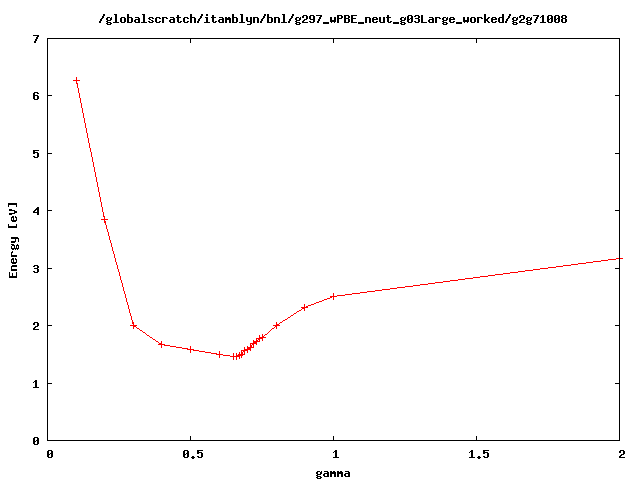 /globalscratch/itamblyn/bnl/g297_wPBE_neut_g03Large_worked/g2g71008
7
6
5
4
3
2
1
0
Energy [eV]
0 0.5 1 1.5 2
gamma